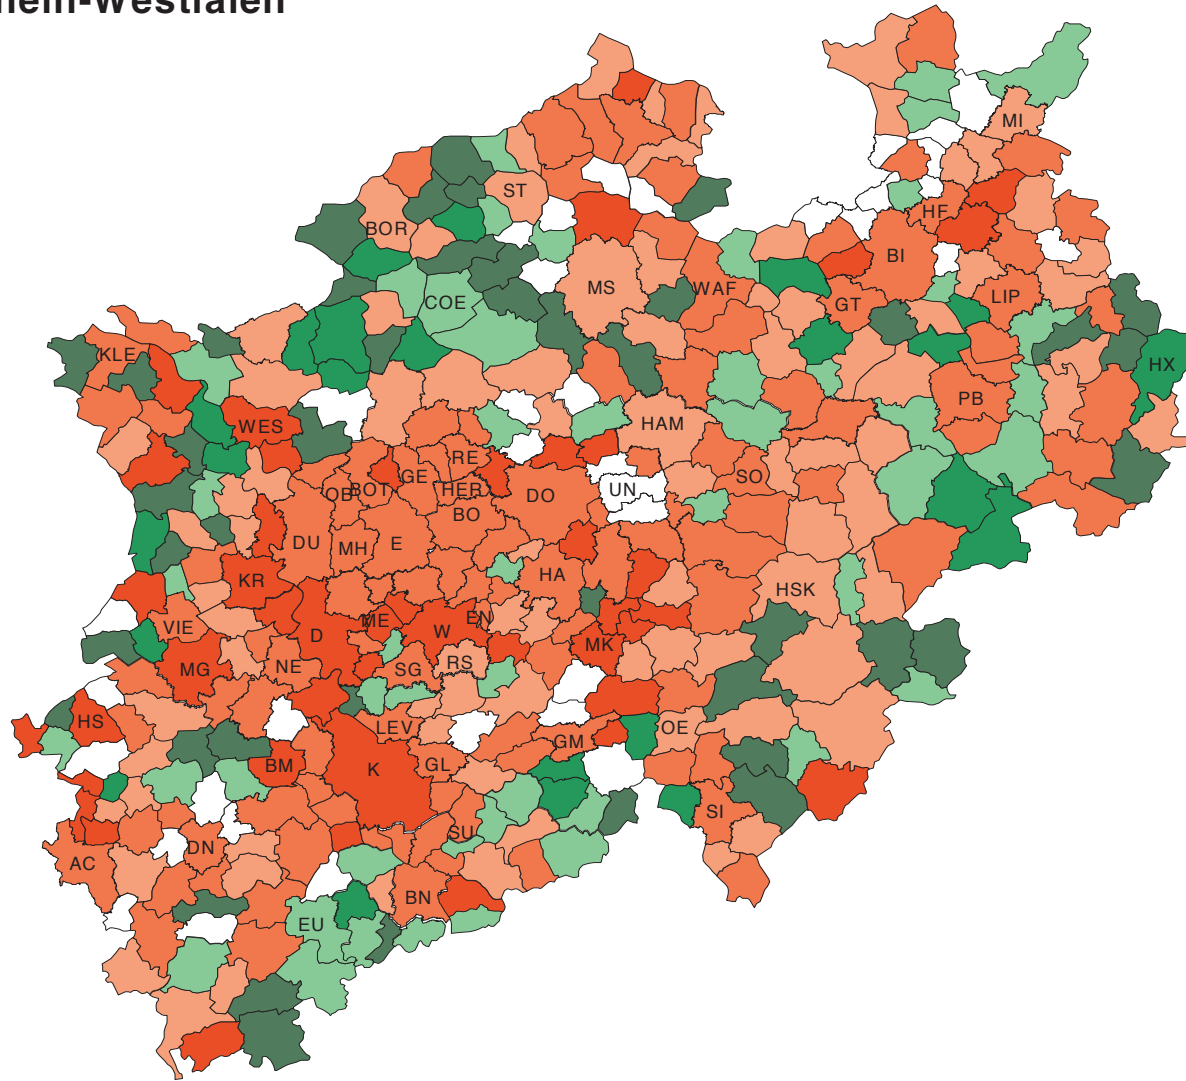 hein-Westfalen
MI
ST
HF
BOR
BI
MS
WAF
COE
GT
LIP
KLE
HX
PB
WES
HAM
RE
GE
SO
BOT
OB
HER
UN
DO
BO
DU
MH
E
HA
KR
HSK
ME
EN
VIE
D
W
MK
RS
NE
SG
MG
HS
LEV
OE
GM
BM
K
GL
SI
SU
DN
AC
BN
EU